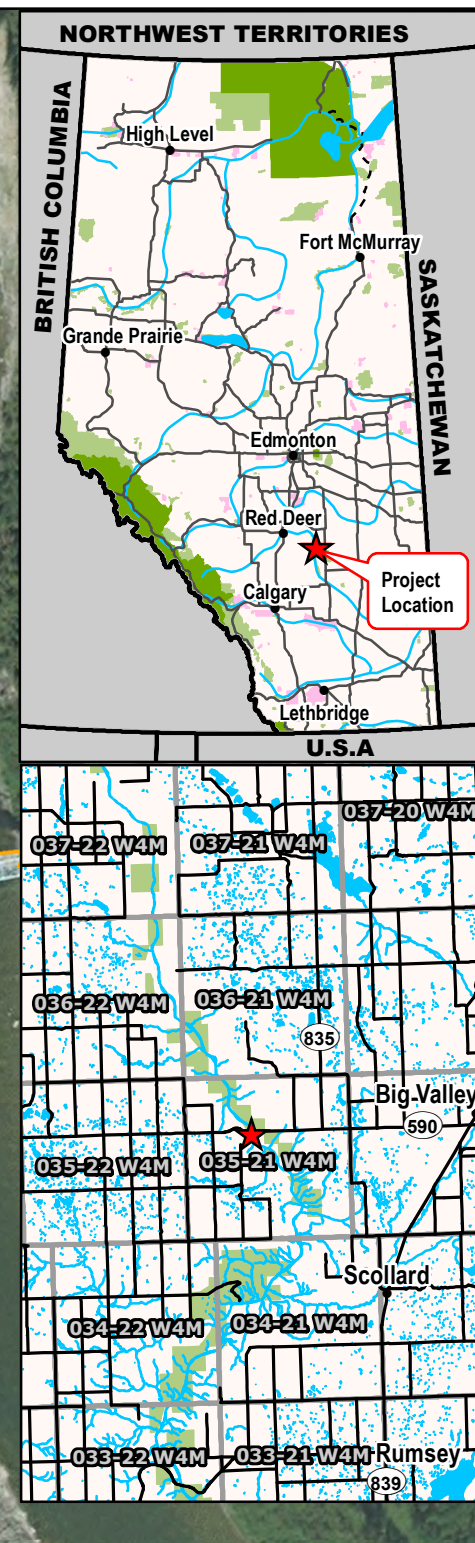 NORTHWEST TERRITORIES
BRITISH COLUMBIA
SASKATCHEWAN
High Level
Fort McMurray
Grande Prairie
Edmonton
Red Deer
Project
Location
Calgary
Lethbridge
U.S.A
037-20 W4M
037-22 W4M
037-21 W4M
036-22 W4M
036-21 W4M
835
Big Valley
590
035-22 W4M
035-21 W4M
Scollard
034-22 W4M
034-21 W4M
033-22 W4M
033-21 W4M
Rumsey
839